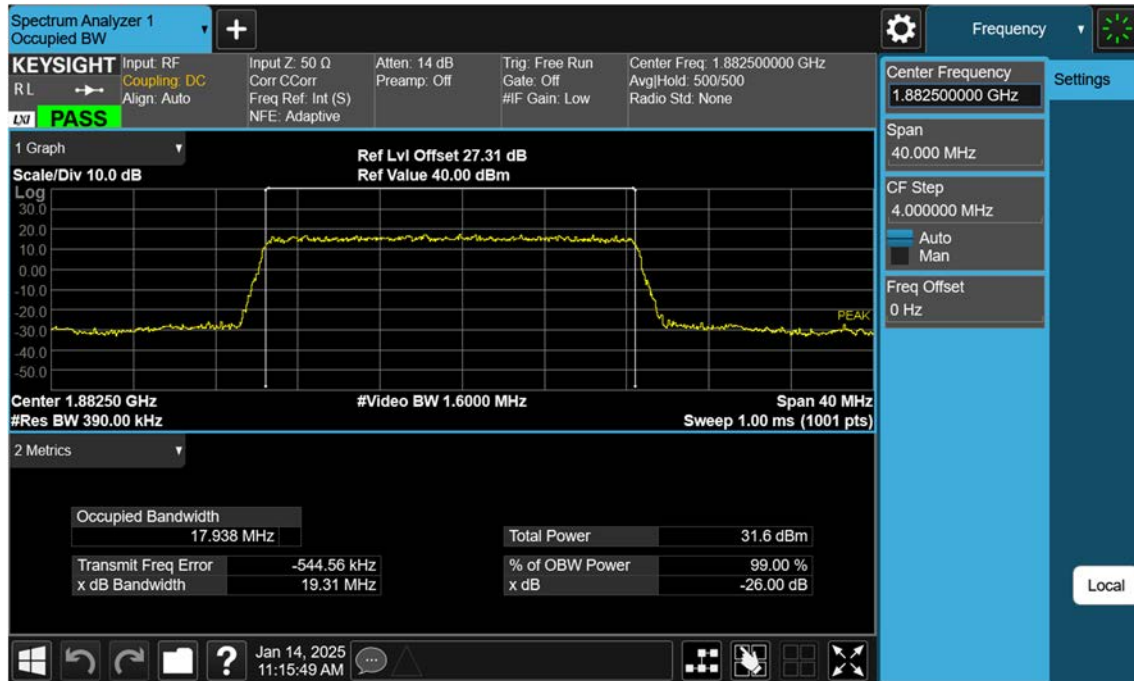 Spectrum Analyzer 1
Occupied BW
Frequency
KEYSIGHT
R L
LXI PASS
Input: RF
Coupling: DC
Align: Auto
Input Z: 50 Ω
Corr CCorr
Freq Ref: Int (S)
NFE: Adaptive
Atten: 14 dB
Preamp: Off
Trig: Free Run
Gate: Off
#IF Gain: Low
Center Freq: 1.882500000 GHz
Avg|Hold: 500/500
Radio Std: None
Center Frequency
1.882500000 GHz
Settings
Span
40.000 MHz
CF Step
4.000000 MHz
Auto
Man
Freq Offset
0 Hz
Local
1 Graph
Scale/Div 10.0 dB
Ref Lvl Offset 27.31 dB
Ref Value 40.00 dBm
Log
30.0
20.0
10.0
0.00
-10.0
-20.0
-30.0
-40.0
-50.0
PEAK
Center 1.88250 GHz
#Res BW 390.00 kHz
#Video BW 1.6000 MHz
Span 40 MHz
Sweep 1.00 ms (1001 pts)
2 Metrics
Occupied Bandwidth
17.938 MHz
Total Power 31.6 dBm
Transmit Freq Error -544.56 kHz
% of OBW Power 99.00 %
x dB Bandwidth 19.31 MHz
x dB -26.00 dB
?
Jan 14, 2025
11:15:49 AM